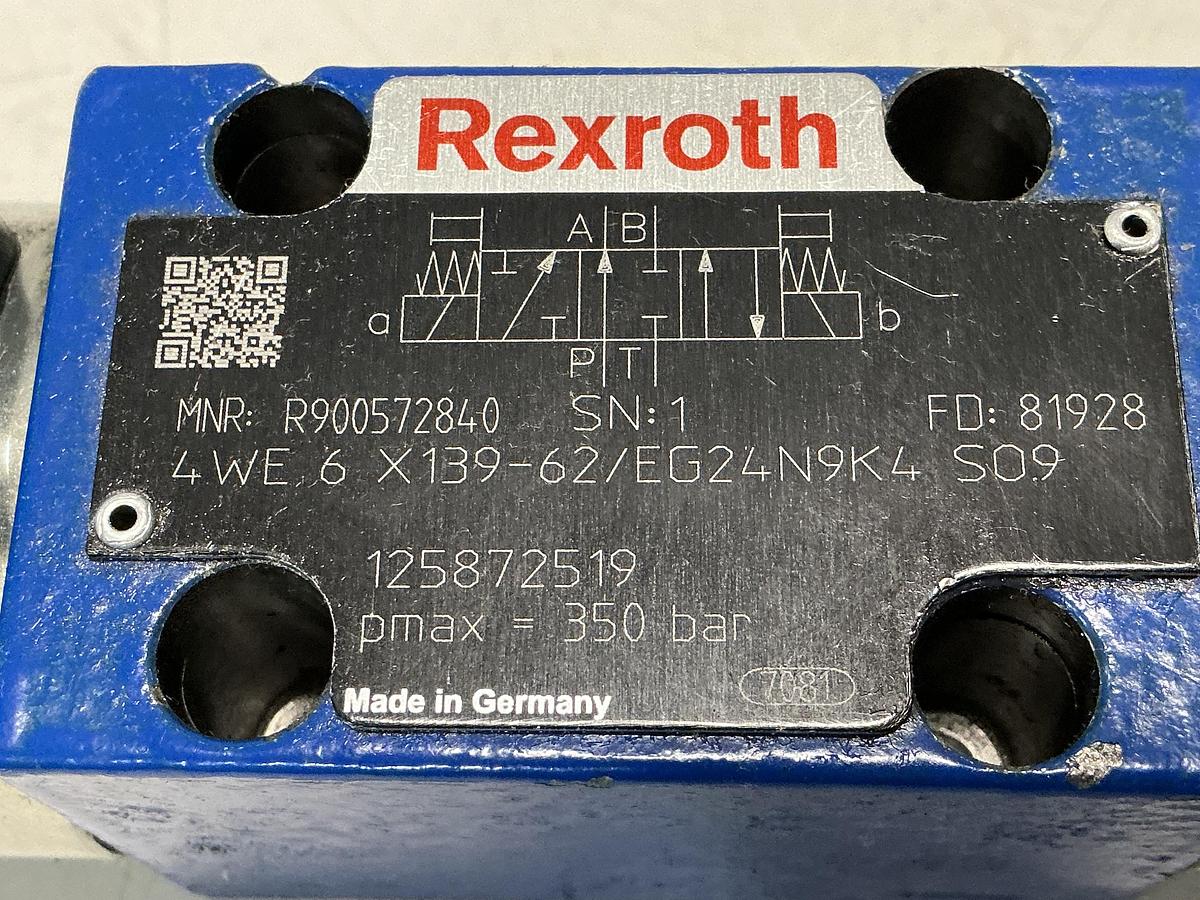 Rexroth
A B
a b
P T
MNR: R900572840 SN: 1 FD: 81928
4WE 6 X139-62/EG24N9K4 SO9
125872519
pmax = 350 bar
Made in Germany 7081